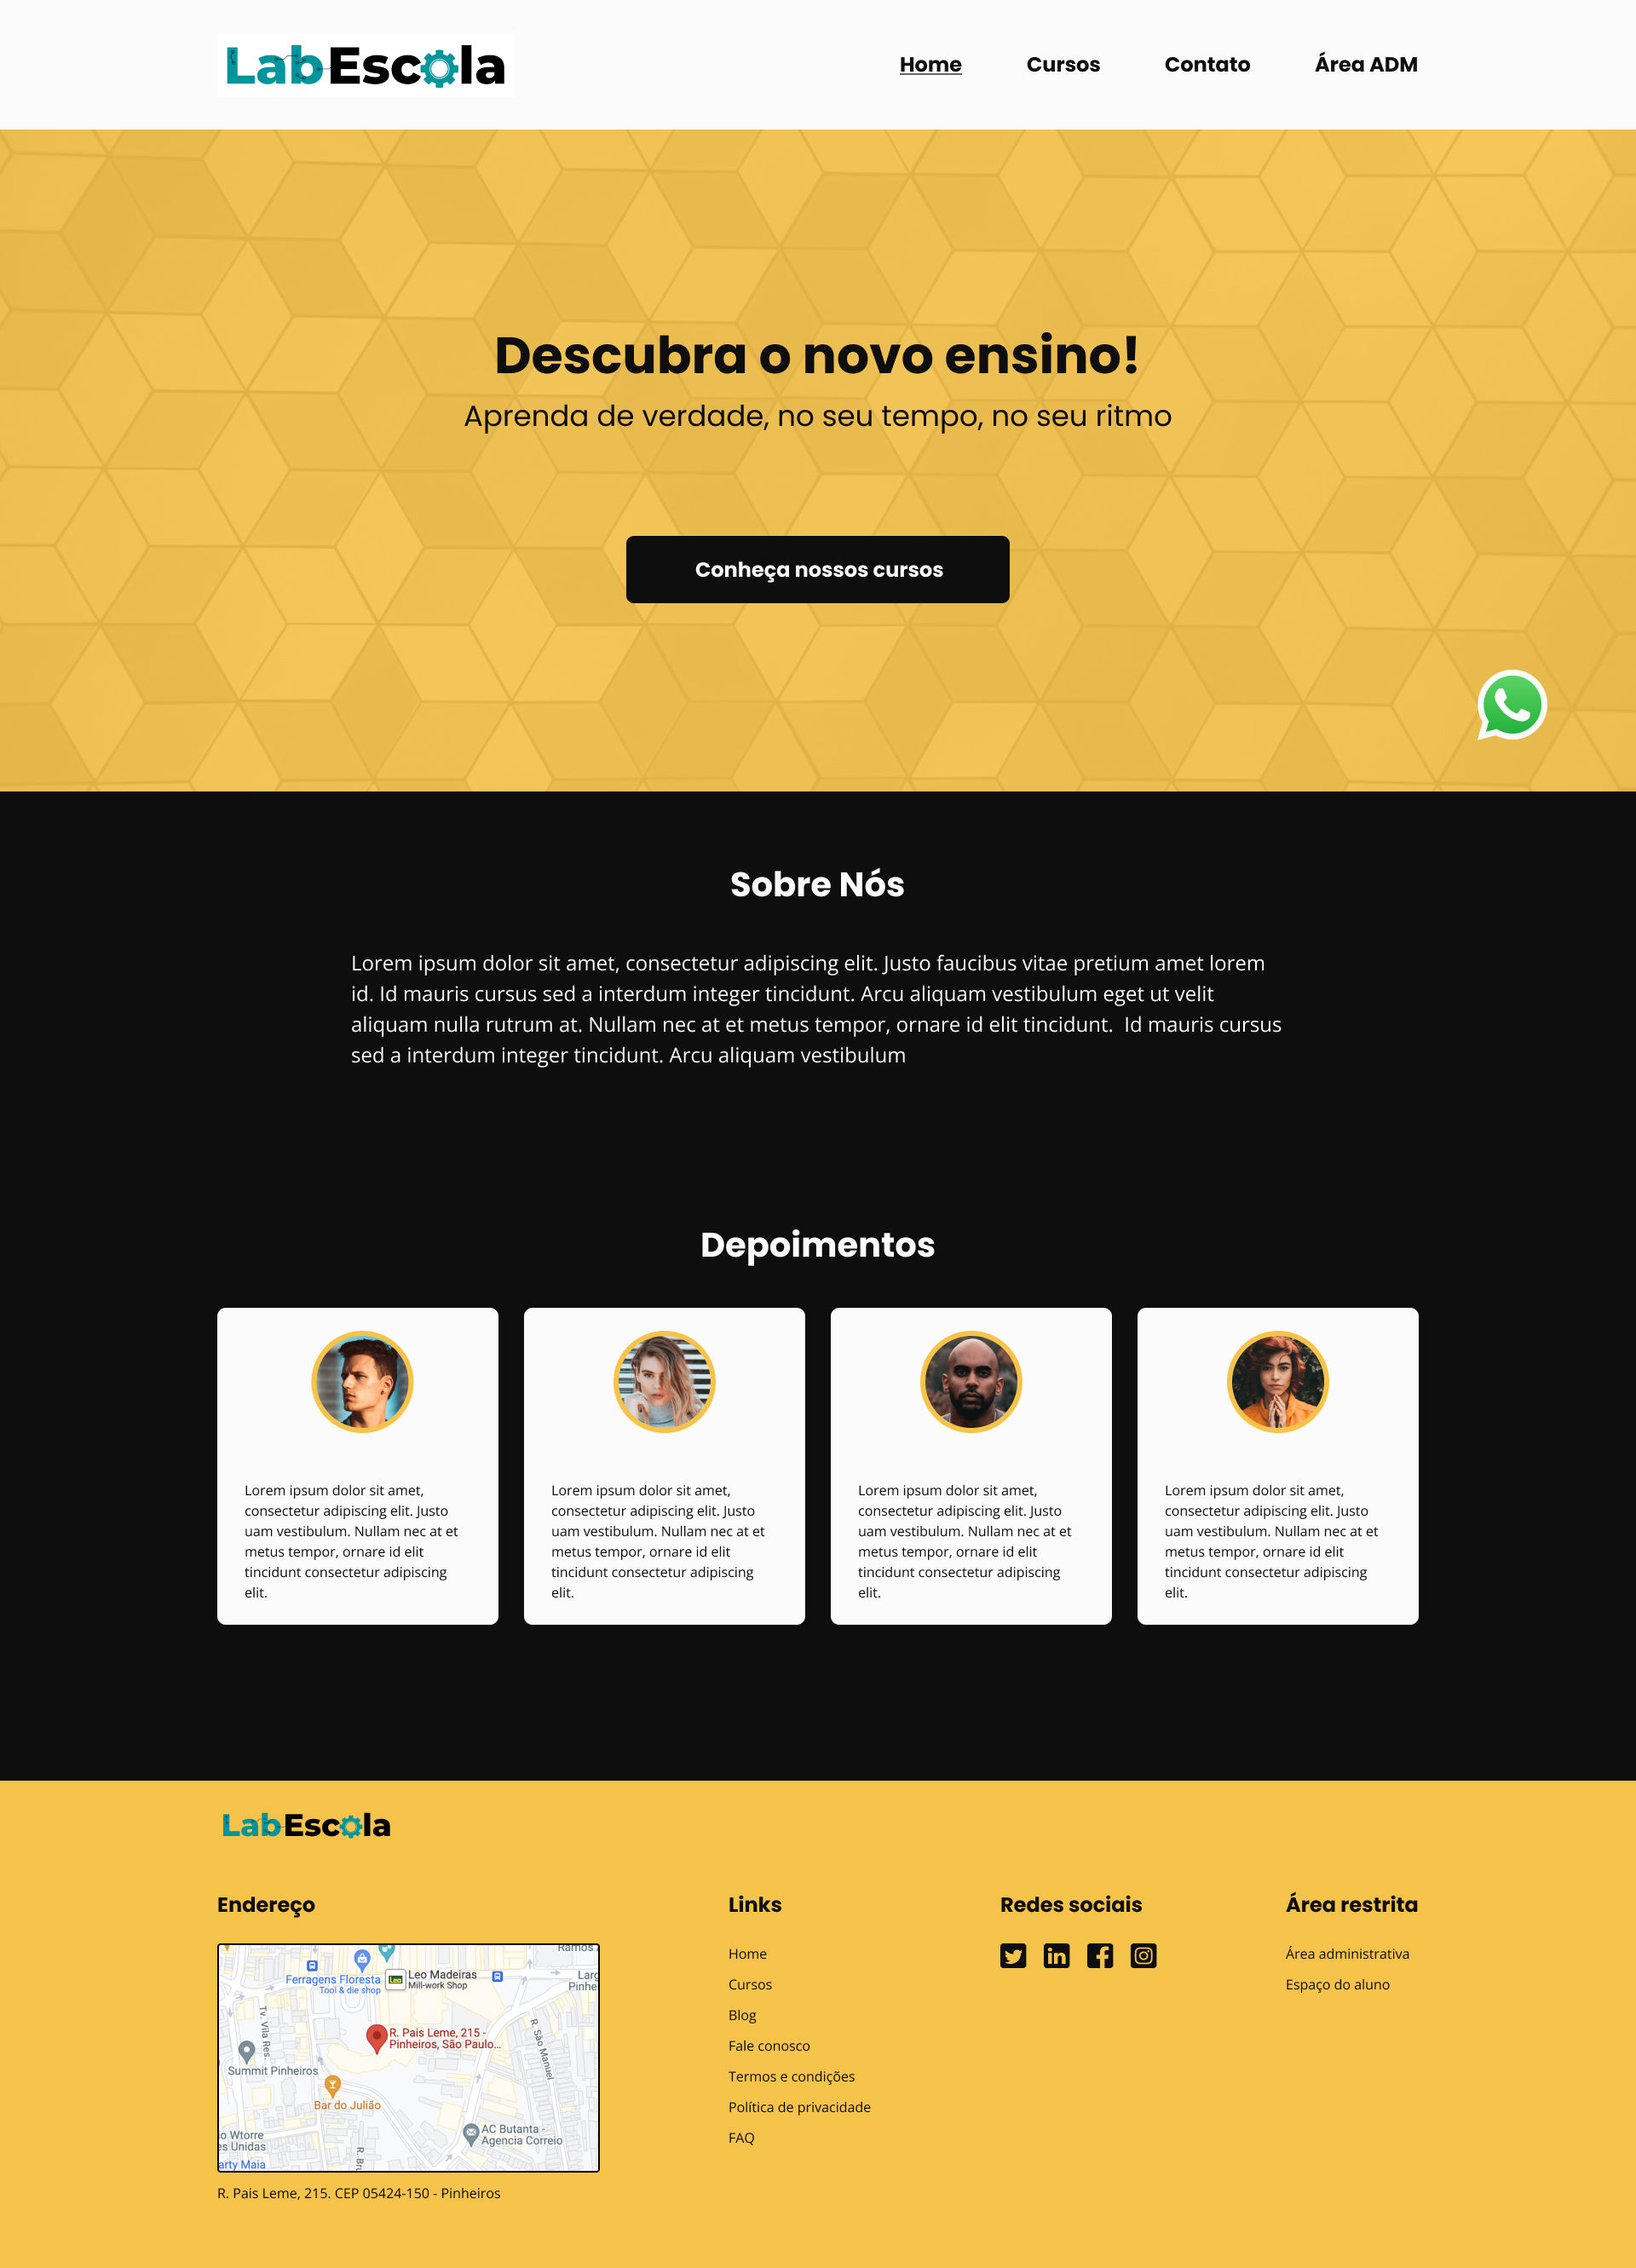 LabEscola
Home
Cursos
Contato
Área ADM
Descubra o novo ensino!
Aprenda de verdade, no seu tempo, no seu ritmo
Conheça nossos cursos
Sobre Nós
Lorem ipsum dolor sit amet, consectetur adipiscing elit. Justo faucibus vitae pretium amet lorem
id. Id mauris cursus sed a interdum integer tincidunt. Arcu aliquam vestibulum eget ut velit
aliquam nulla rutrum at. Nullam nec at et metus tempor, ornare id elit tincidunt.  Id mauris cursus
sed a interdum integer tincidunt. Arcu aliquam vestibulum
Depoimentos
Lorem ipsum dolor sit amet,
consectetur adipiscing elit. Justo
uam vestibulum. Nullam nec at et
metus tempor, ornare id elit
tincidunt consectetur adipiscing
elit.
Lorem ipsum dolor sit amet,
consectetur adipiscing elit. Justo
uam vestibulum. Nullam nec at et
metus tempor, ornare id elit
tincidunt consectetur adipiscing
elit.
Lorem ipsum dolor sit amet,
consectetur adipiscing elit. Justo
uam vestibulum. Nullam nec at et
metus tempor, ornare id elit
tincidunt consectetur adipiscing
elit.
Lorem ipsum dolor sit amet,
consectetur adipiscing elit. Justo
uam vestibulum. Nullam nec at et
metus tempor, ornare id elit
tincidunt consectetur adipiscing
elit.
LabEscola
Endereço
Ramos
Ferragens Floresta
Tool & die shop
Leo
Leo Madeiras
Mill-work Shop
Larg
Pinhe
Tv. Vila Res.
R. Pais Leme, 215 -
Pinheiros, São Paulo...
R. São Manuel
Summit Pinheiros
Bar do Julião
AC Butanta -
Agencia Correio
o Wtorre
es Unidas
R. Bru
arty Maia
R. Pais Leme, 215. CEP 05424-150 - Pinheiros
Links
Home
Cursos
Blog
Fale conosco
Termos e condições
Política de privacidade
FAQ
Redes sociais
in
Área restrita
Área administrativa
Espaço do aluno